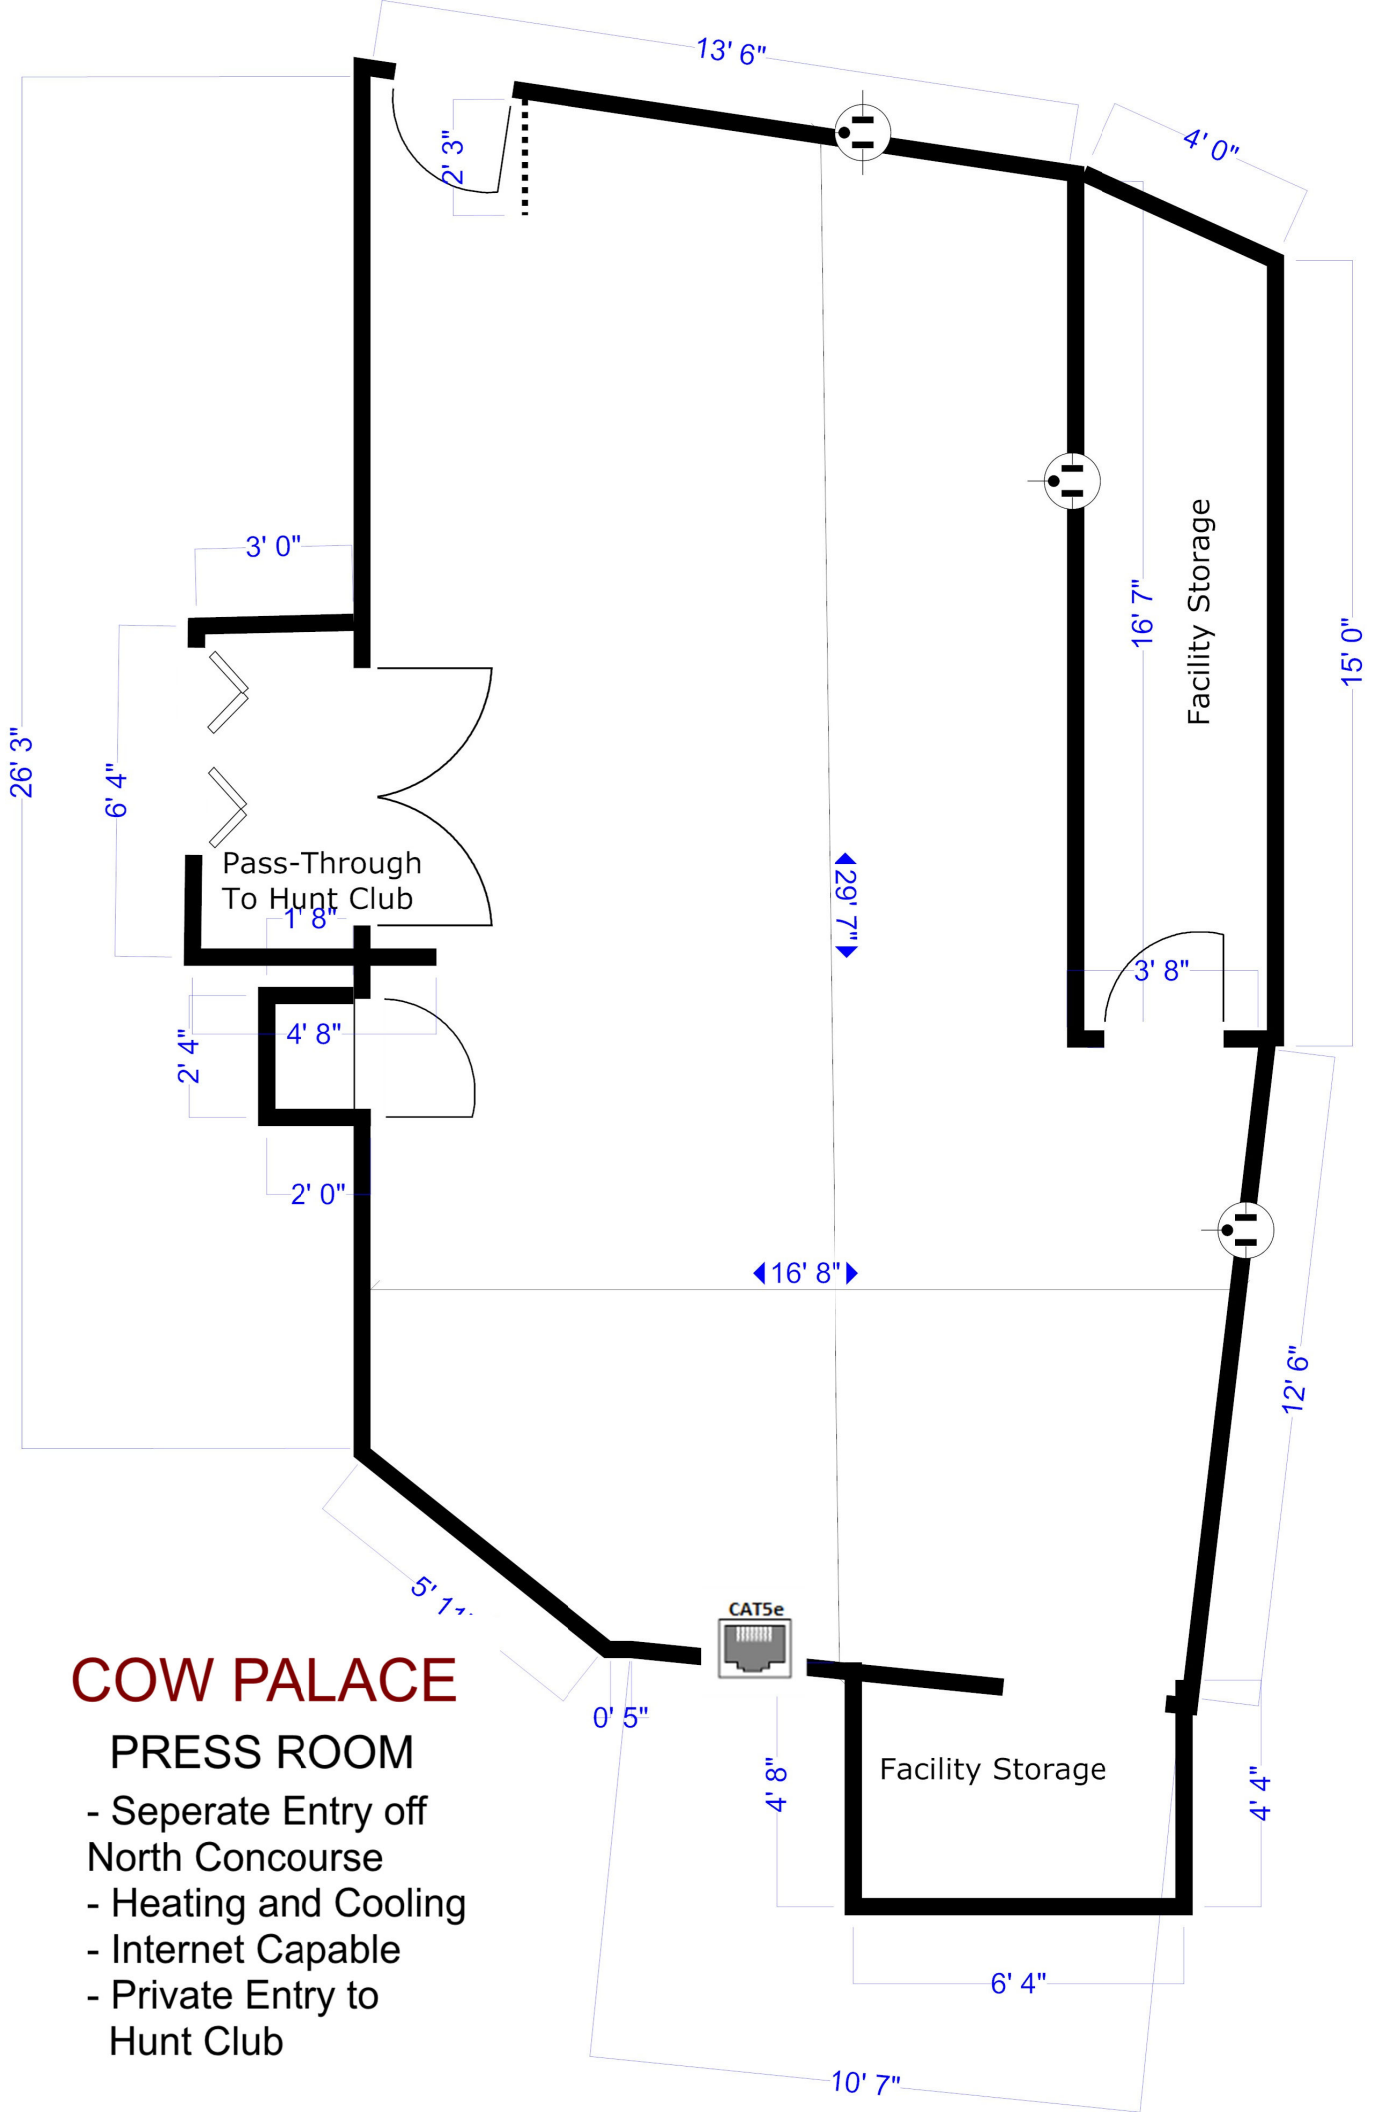 13' 6"
4' 0"
2' 3"
3' 0"
Facility Storage
16' 7"
15' 0"
26' 3"
6' 4"
Pass-Through
To Hunt Club
1' 8"
29' 7"
3' 8"
4' 8"
2' 4"
2' 0"
16' 8"
12' 6"
5'
CAT5e
0' 5"
COW PALACE
PRESS ROOM
- Seperate Entry off
North Concourse
- Heating and Cooling
- Internet Capable
- Private Entry to
Hunt Club
4' 8"
Facility Storage
4' 4"
6' 4"
10' 7"